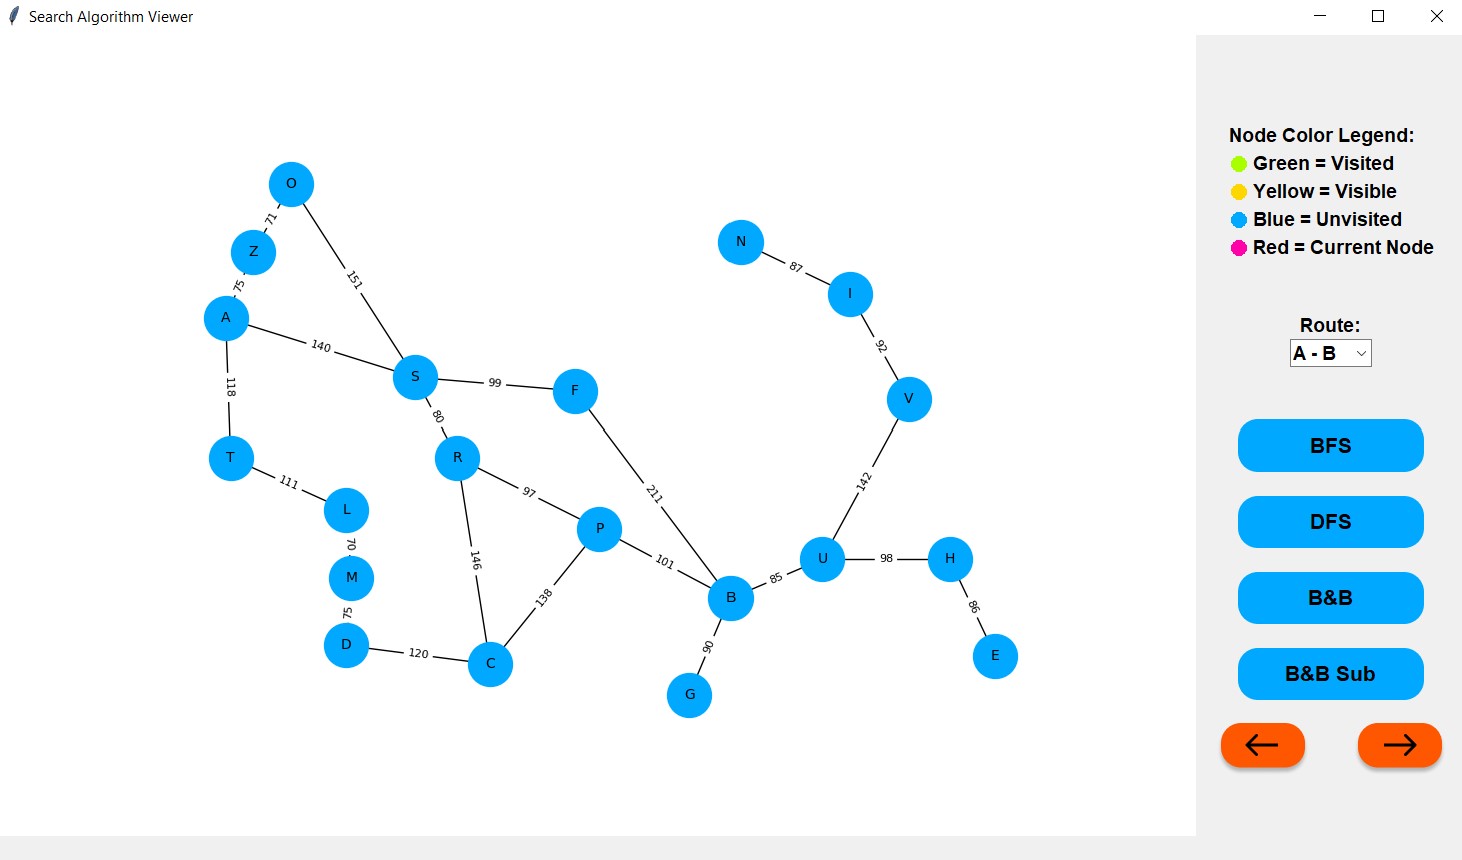 Search Algorithm Viewer
O
71
Z
75
A
151
140
118
S
99
F
80
T
R
111
97
211
L
70
M
75
D
120
C
146
138
P
101
B
90
G
85
U
98
H
86
E
142
V
92
I
87
N
Node Color Legend:
Green = Visited
Yellow = Visible
Blue = Unvisited
Red = Current Node
Route:
A - B
BFS
DFS
B&B
B&B Sub